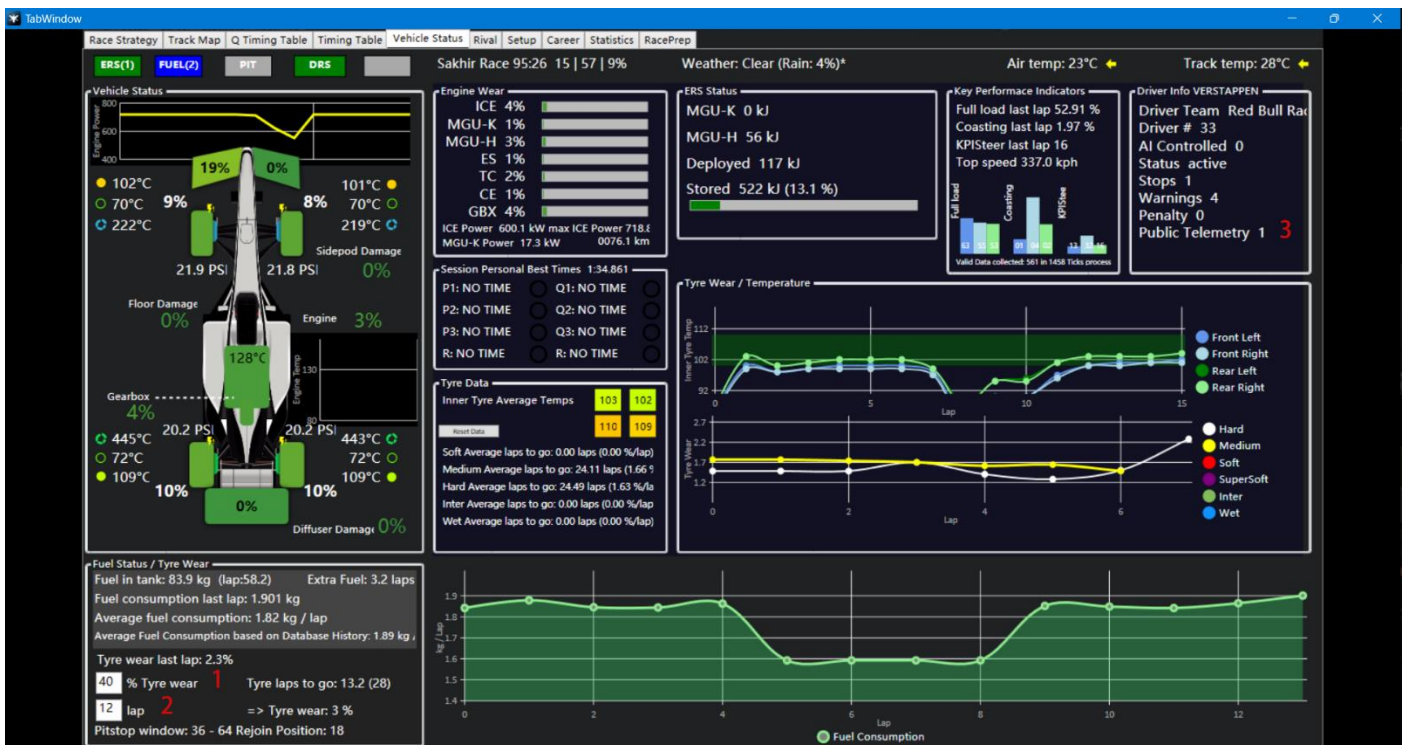 TabWindow
Race Strategy Track Map Q Timing Table Timing Table Vehicle Status Rival Setup Career Statistics RacePrep
ERS(1) FUEL(2) PIT DRS
Sakhir Race 95:26 15 | 57 | 9% Weather: Clear (Rain: 4%)* Air temp: 23°C Track temp: 28°C
Vehicle Status
Engine Power
800
600
400
19% 0%
102°C 101°C
70°C 9% 8% 70°C
222°C 219°C
Sidepod Damage
0%
21.9 PSI 21.8 PSI
Floor Damage
0%
Engine 3%
128°C
Engine Temp
130
80
Gearbox
4%
20.2 PSI 20.2 PSI
445°C 443°C
72°C 72°C
109°C 109°C
10% 10%
0%
Diffuser Damage 0%
Engine Wear
ICE 4%
MGU-K 1%
MGU-H 3%
ES 1%
TC 2%
CE 1%
GBX 4%
ICE Power 600.1 kW max ICE Power 718.8
MGU-K Power 17.3 kW 0076.1 km
ERS Status
MGU-K 0 kJ
MGU-H 56 kJ
Deployed 117 kJ
Stored 522 kJ (13.1 %)
Key Performace Indicators
Full load last lap 52.91 %
Coasting last lap 1.97 %
KPISteer last lap 16
Top speed 337.0 kph
Full load
Coasting
KPISteer
63 55 53 01 04 02 13 32 16
Valid Data collected: 561 in 1458 Ticks process
Driver Info VERSTAPPEN
Driver Team Red Bull Rac
Driver # 33
AI Controlled 0
Status active
Stops 1
Warnings 4
Penalty 0
Public Telemetry 1 3
Session Personal Best Times 1:34.861
P1: NO TIME Q1: NO TIME
P2: NO TIME Q2: NO TIME
P3: NO TIME Q3: NO TIME
R: NO TIME R: NO TIME
Tyre Data
Inner Tyre Average Temps 103 102
Reset Data 110 109
Soft Average laps to go: 0.00 laps (0.00 %/lap)
Medium Average laps to go: 24.11 laps (1.66 %
Hard Average laps to go: 24.49 laps (1.63 %/la
Inter Average laps to go: 0.00 laps (0.00 %/lap
Wet Average laps to go: 0.00 laps (0.00 %/lap)
Tyre Wear / Temperature
Inner Tyre Temp
112
102
92
0 5 10 15
Lap
Front Left
Front Right
Rear Left
Rear Right
Tyre Wear
2.7
2.2
1.7
1.2
0 2 4 6
Lap
Hard
Medium
Soft
SuperSoft
Inter
Wet
Fuel Status / Tyre Wear
Fuel in tank: 83.9 kg (lap:58.2) Extra Fuel: 3.2 laps
Fuel consumption last lap: 1.901 kg
Average fuel consumption: 1.82 kg / lap
Average Fuel Consumption based on Database History: 1.89 kg /
Tyre wear last lap: 2.3%
40 % Tyre wear 1 Tyre laps to go: 13.2 (28)
12 lap 2 => Tyre wear: 3 %
Pitstop window: 36 - 64 Rejoin Position: 18
kg / Lap
1.9
1.8
1.7
1.6
1.5
1.4
0 2 4 6 8 10 12
Lap
Fuel Consumption